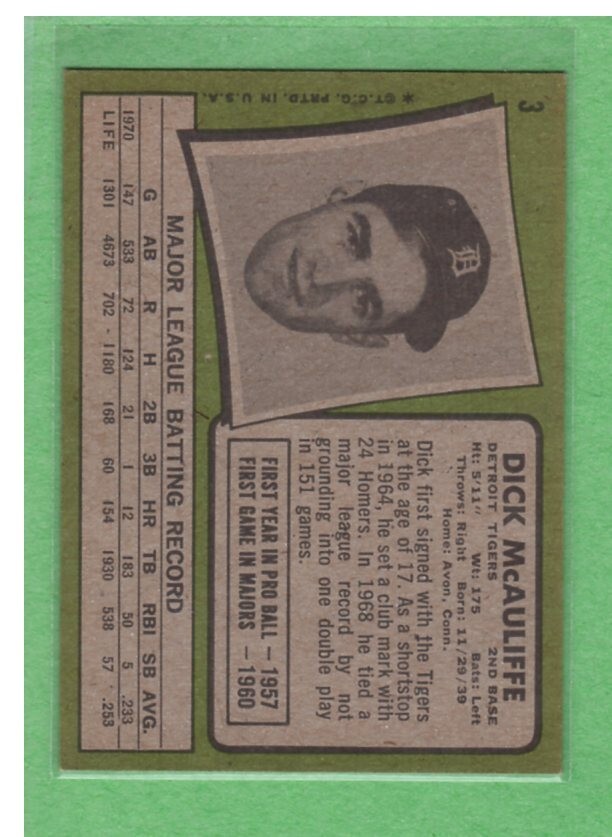 3
* ©T.C.G. PRTD. IN U.S.A.
DICK McAULIFFE
DETROIT TIGERS 2ND BASE
Ht: 5/11" Wt: 175 Bats: Left
Throws: Right Born: 11/29/39
Home: Avon, Conn.
Dick first signed with the Tigers
at the age of 17. As a shortstop
in 1964, he set a club mark with
24 Homers. In 1968 he tied a
major league record by not
grounding into one double play
in 151 games.
FIRST YEAR IN PRO BALL — 1957
FIRST GAME IN MAJORS — 1960
MAJOR LEAGUE BATTING RECORD
G AB R H 2B 3B HR TB RBI SB AVG.
1970 147 533 72 124 21 1 12 183 50 5 .233
LIFE 1301 4673 702 1180 168 60 154 1930 538 57 .253
D